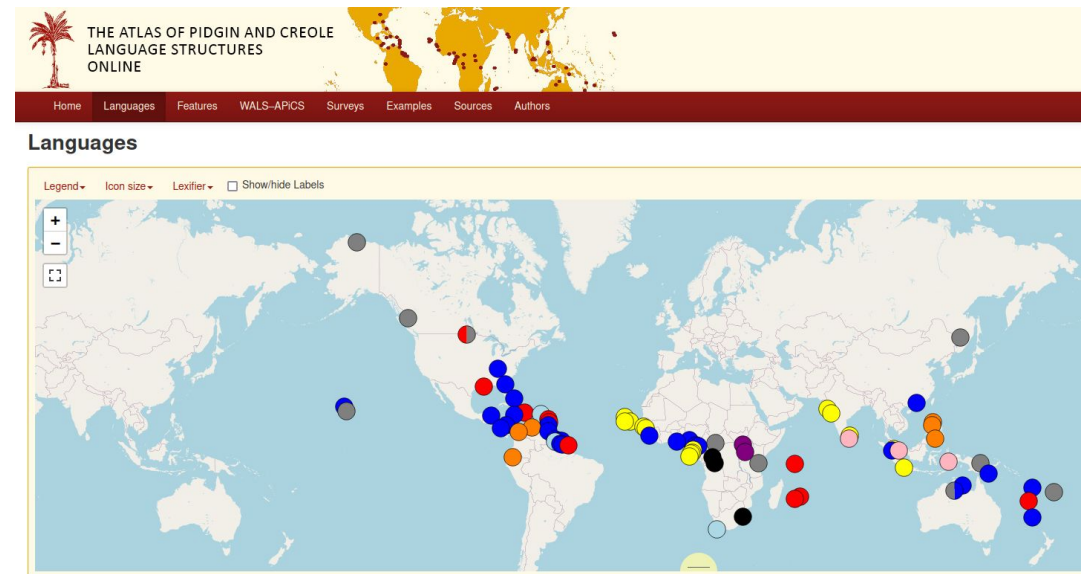 THE ATLAS OF PIDGIN AND CREOLE
LANGUAGE STRUCTURES
ONLINE
Home Languages Features WALS–APiCS Surveys Examples Sources Authors
Languages
Legend Icon size Lexifier Show/hide Labels
+
−